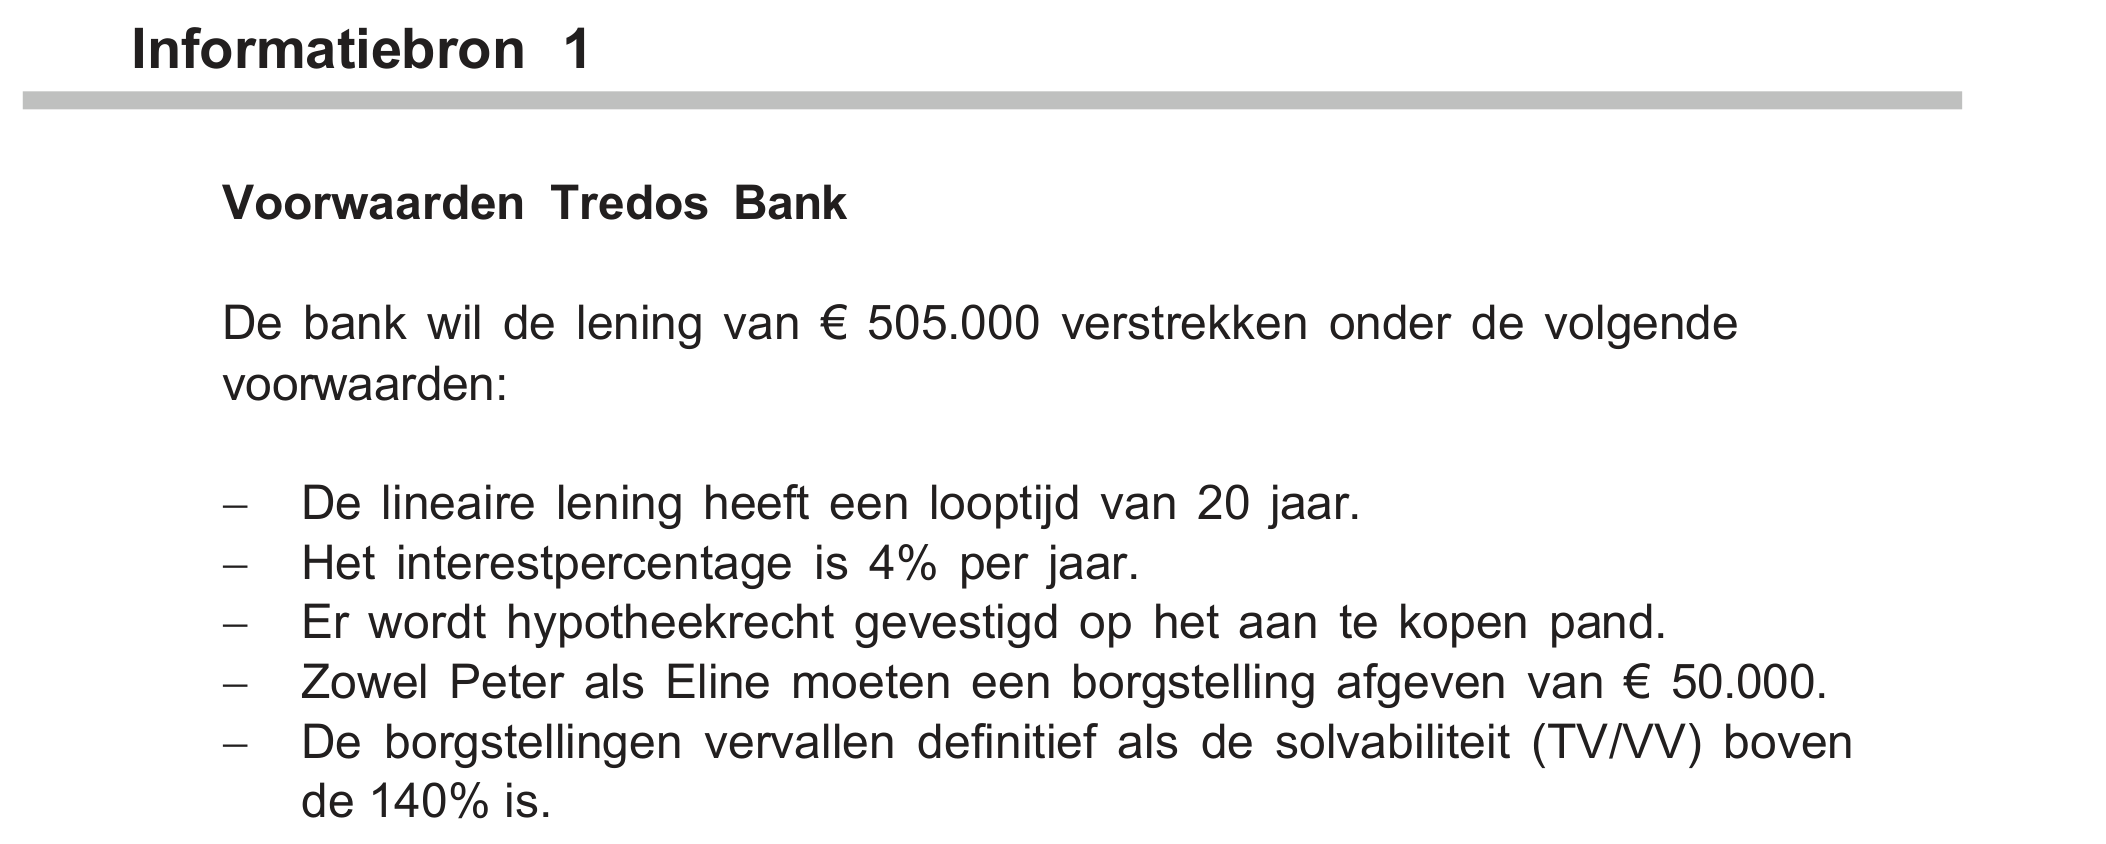 Informatiebron 1
Voorwaarden Tredos Bank
De bank wil de lening van € 505.000 verstrekken onder de volgende
voorwaarden:
– De lineaire lening heeft een looptijd van 20 jaar.
– Het interestpercentage is 4% per jaar.
– Er wordt hypotheekrecht gevestigd op het aan te kopen pand.
– Zowel Peter als Eline moeten een borgstelling afgeven van € 50.000.
– De borgstellingen vervallen definitief als de solvabiliteit (TV/VV) boven
de 140% is.